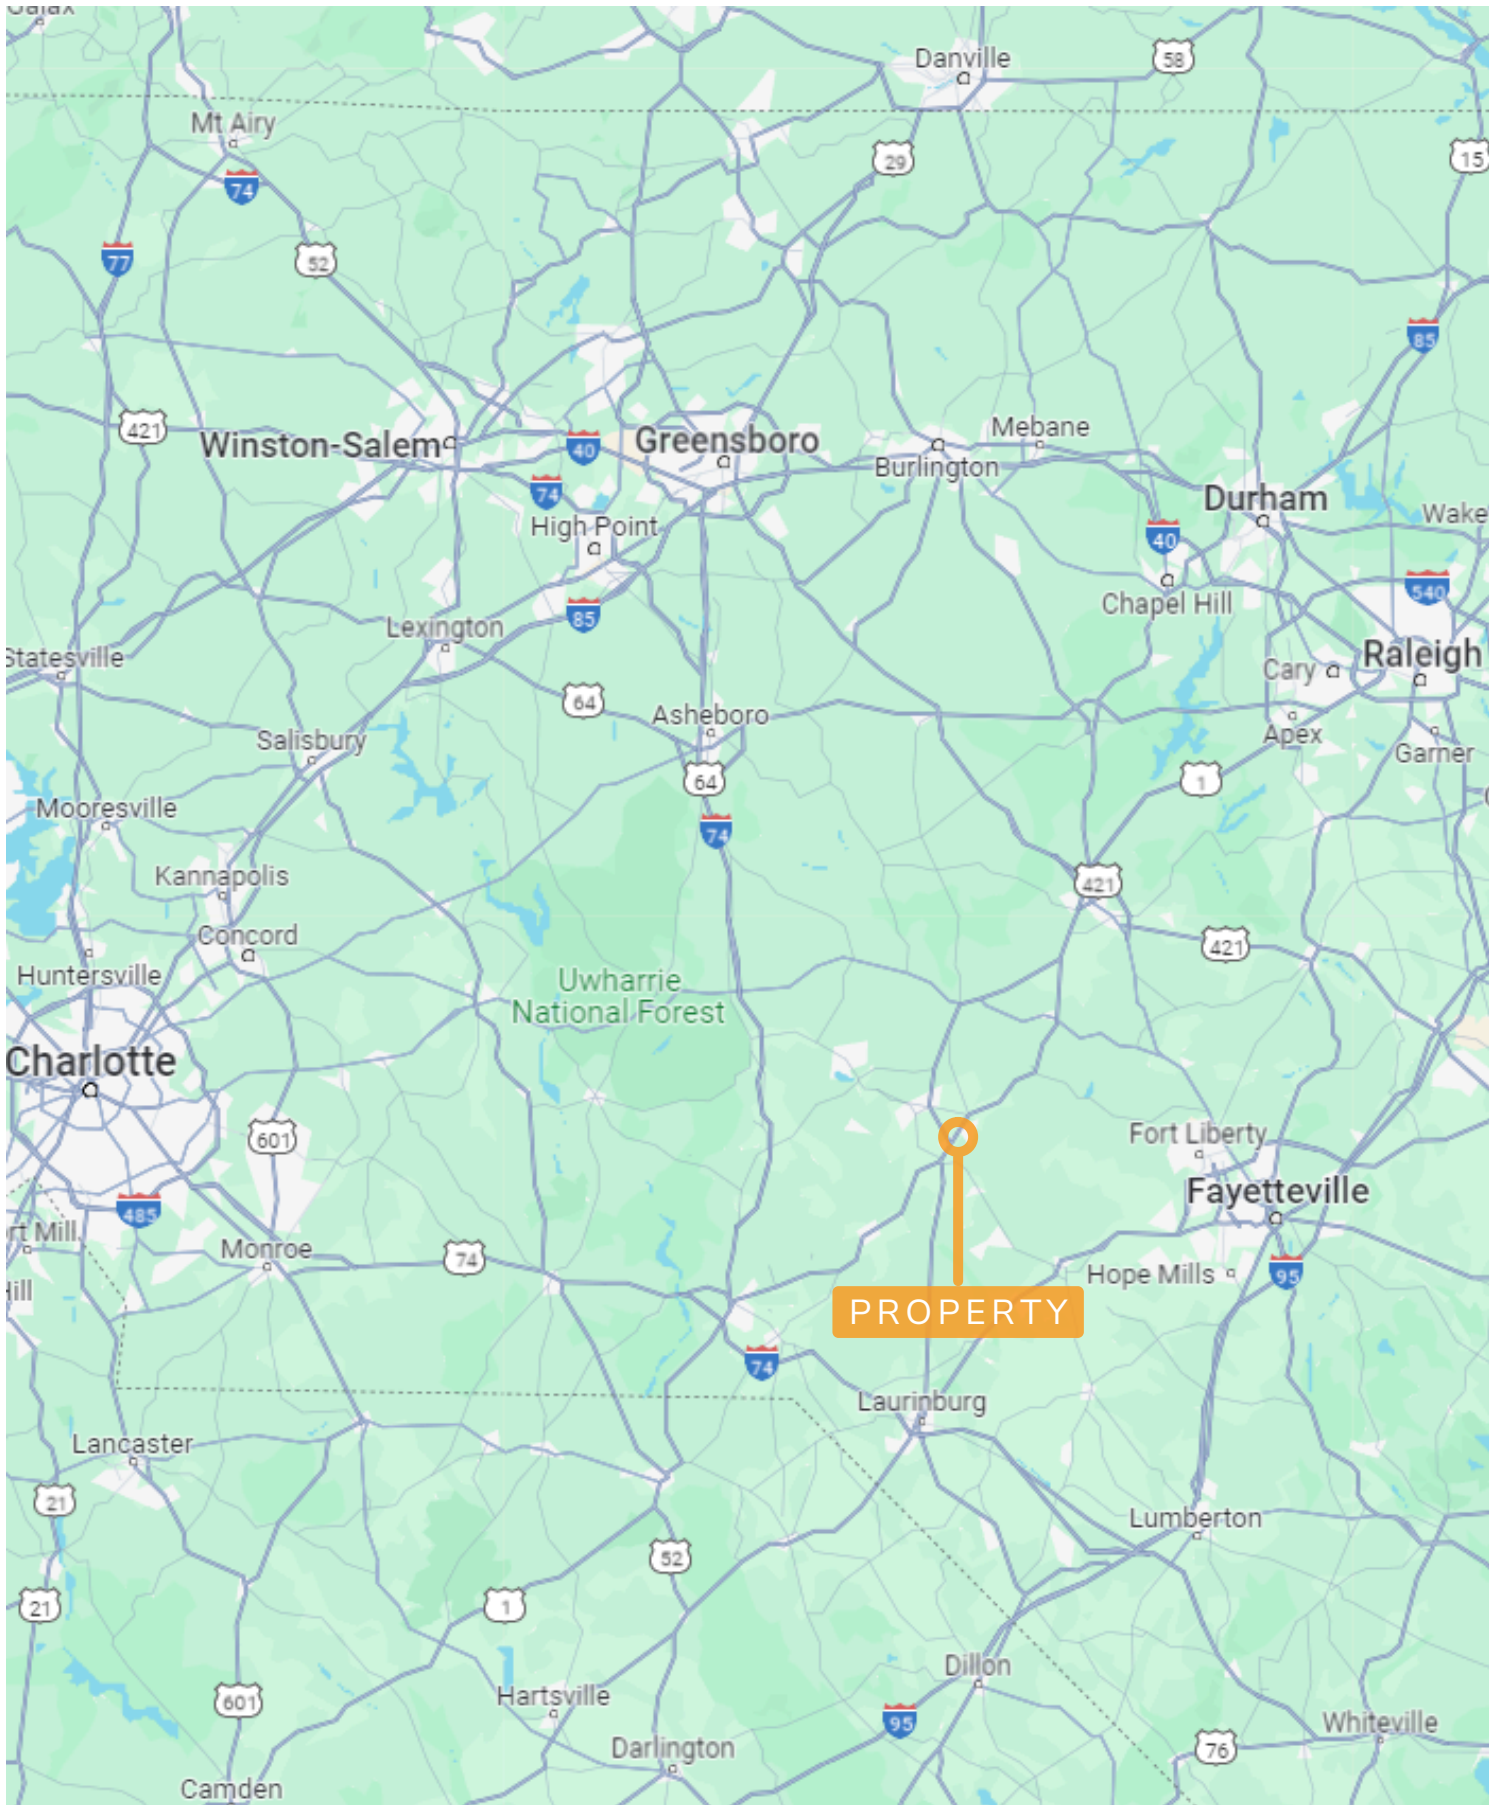 Galax
Danville
58
Mt Airy
29
15
74
77
52
85
421
Winston-Salem
40
Greensboro
Mebane
Burlington
74
Durham
Wake
High Point
40
540
Chapel Hill
85
Lexington
Statesville
Raleigh
Cary
64
Asheboro
Apex
Salisbury
Garner
64
1
Mooresville
74
Kannapolis
421
Concord
421
Huntersville
Uwharrie
National Forest
Charlotte
601
Fort Liberty
Fayetteville
485
rt Mill
Monroe
74
Hope Mills
95
Hill
PROPERTY
74
Laurinburg
Lancaster
21
Lumberton
52
21
1
Dillon
601
Hartsville
95
Whiteville
Darlington
76
Camden